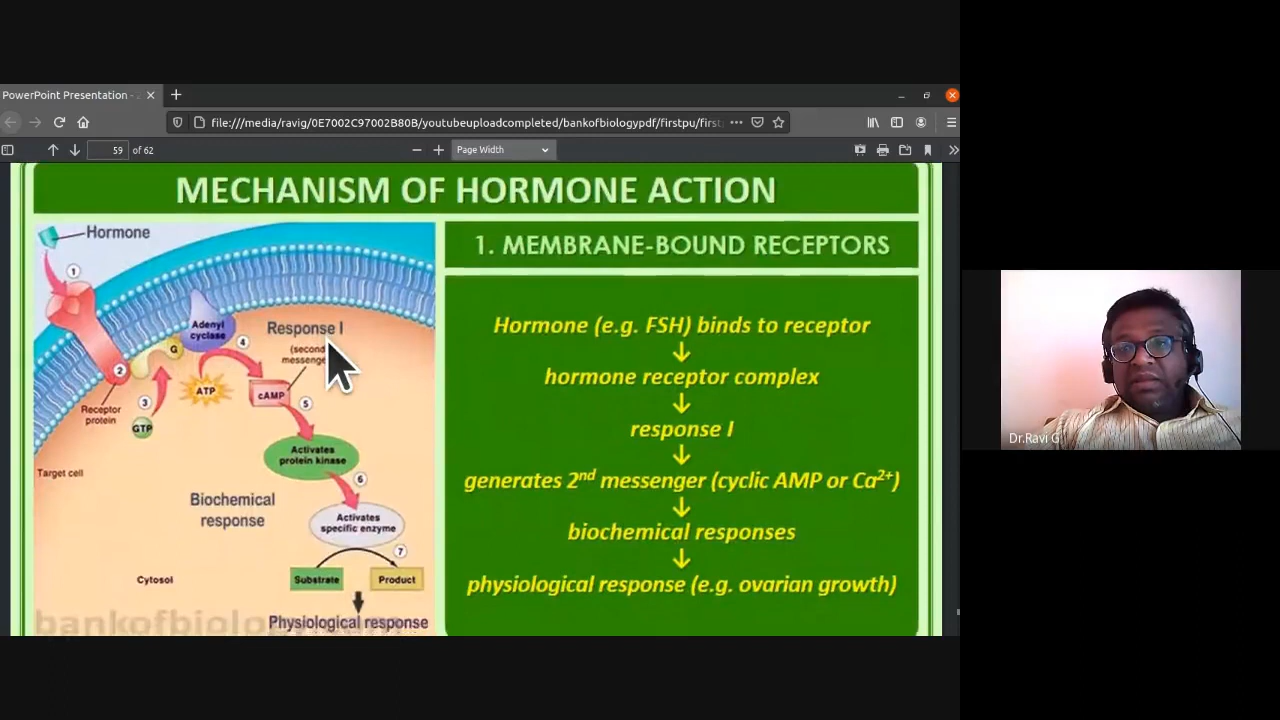 PowerPoint Presentation -
file:///media/ravig/0E7002C97002B80B/youtubeuploadcompleted/bankofbiologypdf/firstpu/first
59 of 62
Page Width
MECHANISM OF HORMONE ACTION
Hormone
1
Adenyl
cyclase
Response I
(second
messenge
G
4
2
ATP
cAMP
3
5
Receptor
protein
GTP
Activates
protein kinase
Target cell
6
Biochemical
response
Activates
specific enzyme
7
Cytosol
Substrate
Product
Physiological response
bankofbiology.com
1. MEMBRANE-BOUND RECEPTORS
Hormone (e.g. FSH) binds to receptor
↓
hormone receptor complex
↓
response I
↓
generates 2nd messenger (cyclic AMP or Ca2+)
↓
biochemical responses
↓
physiological response (e.g. ovarian growth)
Dr.Ravi G